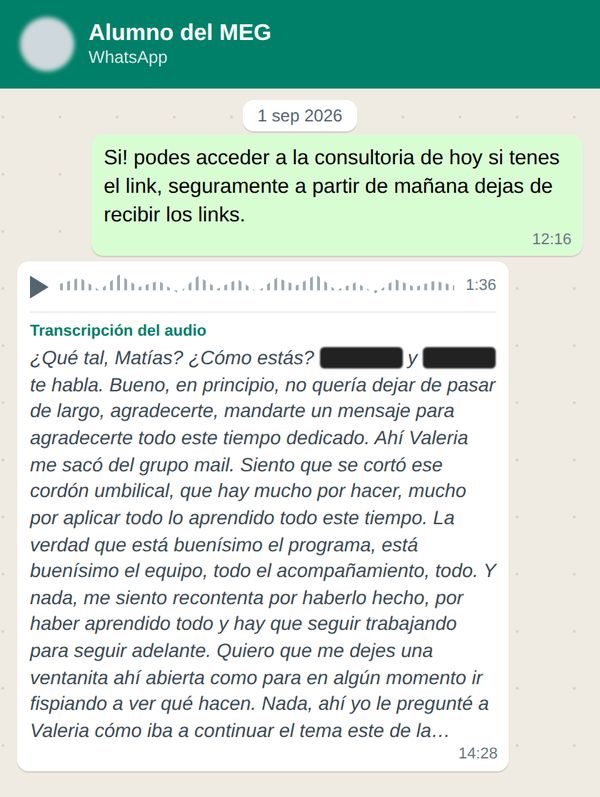 Alumno del MEG
WhatsApp
1 sep 2026
Si! podes acceder a la consultoria de hoy si tenes
el link, seguramente a partir de mañana dejas de
recibir los links.
12:16
1:36
Transcripción del audio
¿Qué tal, Matías? ¿Cómo estás? y
te habla. Bueno, en principio, no quería dejar de pasar
de largo, agradecerte, mandarte un mensaje para
agradecerte todo este tiempo dedicado. Ahí Valeria
me sacó del grupo mail. Siento que se cortó ese
cordón umbilical, que hay mucho por hacer, mucho
por aplicar todo lo aprendido todo este tiempo. La
verdad que está buenísimo el programa, está
buenísimo el equipo, todo el acompañamiento, todo. Y
nada, me siento recontenta por haberlo hecho, por
haber aprendido todo y hay que seguir trabajando
para seguir adelante. Quiero que me dejes una
ventanita ahí abierta como para en algún momento ir
fispiando a ver qué hacen. Nada, ahí yo le pregunté a
Valeria cómo iba a continuar el tema este de la…
14:28